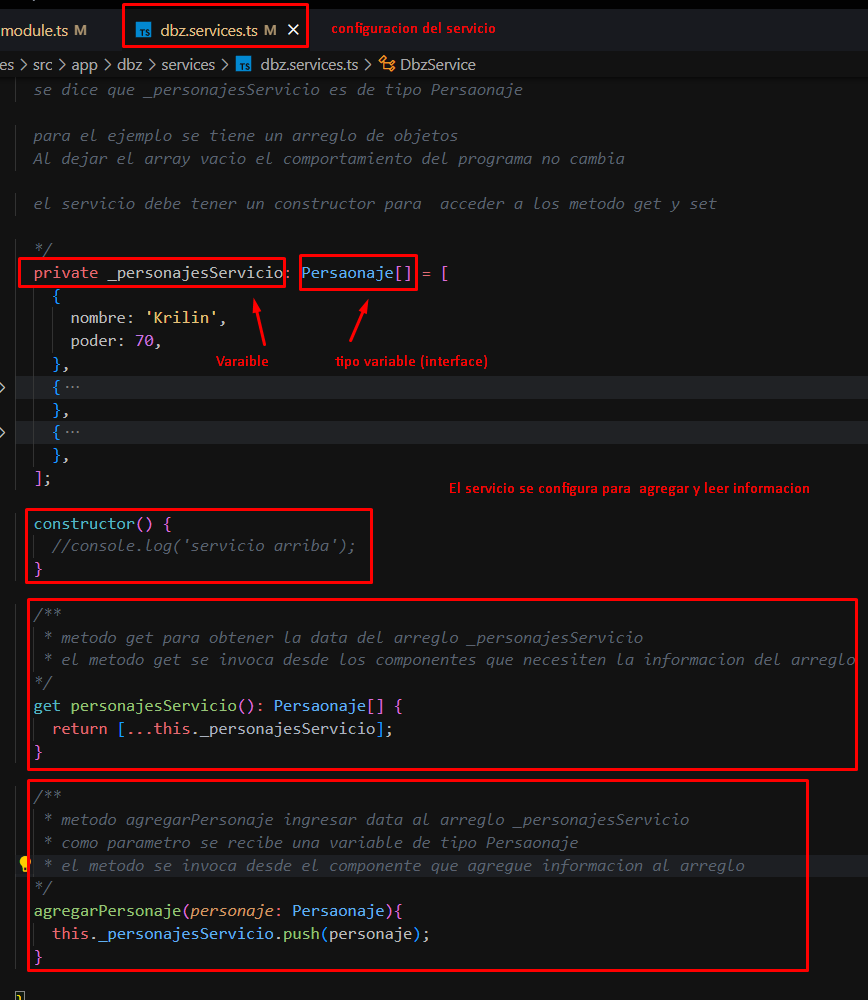 module.ts M
dbz.services.ts M ×
configuracion del servicio
es > src > app > dbz > services > dbz.services.ts > DbzService
se dice que _personajesServicio es de tipo Persaonaje
para el ejemplo se tiene un arreglo de objetos
Al dejar el array vacio el comportamiento del programa no cambia
el servicio debe tener un constructor para  acceder a los metodo get y set
*/
private _personajesServicio: Persaonaje[] = [
{
nombre: 'Krilin',
poder: 70,
},
Varaible
tipo variable (interface)
{ ···
},
{ ···
},
];
El servicio se configura para  agregar y leer informacion
constructor() {
//console.log('servicio arriba');
}
/**
* metodo get para obtener la data del arreglo _personajesServicio
* el metodo get se invoca desde los componentes que necesiten la informacion del arreglo
*/
get personajesServicio(): Persaonaje[] {
return [...this._personajesServicio];
}
/**
* metodo agregarPersonaje ingresar data al arreglo _personajesServicio
* como parametro se recibe una variable de tipo Persaonaje
* el metodo se invoca desde el componente que agregue informacion al arreglo
*/
agregarPersonaje(personaje: Persaonaje){
this._personajesServicio.push(personaje);
}
}